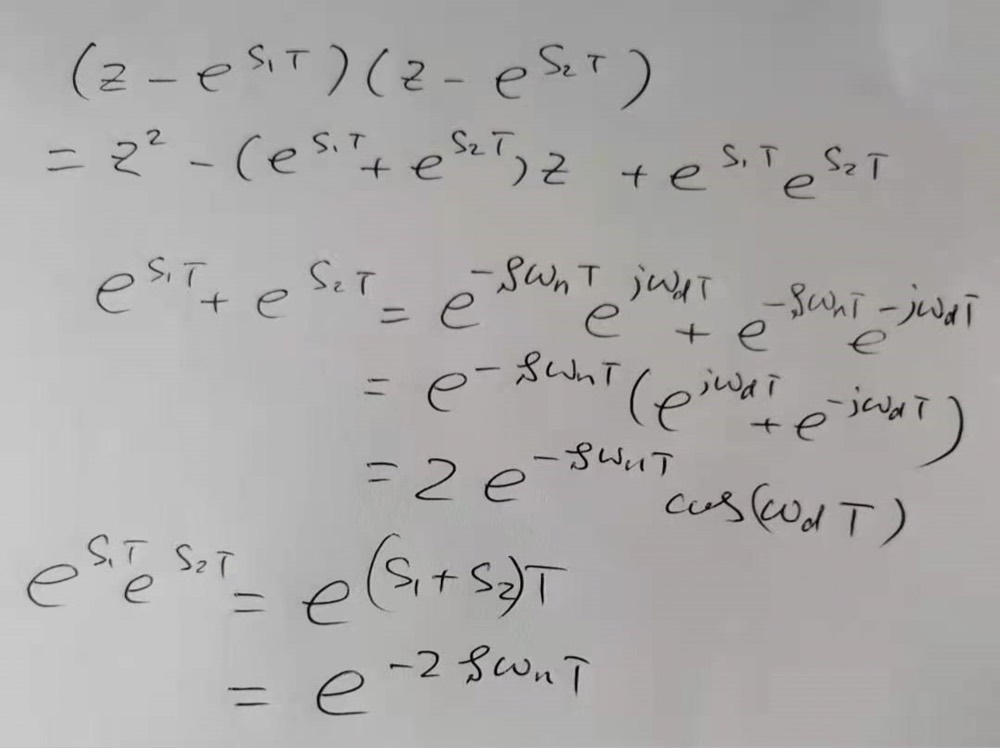 (z - e^{S₁T})(z - e^{S₂T})
= z² - (e^{S₁T} + e^{S₂T})z + e^{S₁T} e^{S₂T}
e^{S₁T} + e^{S₂T} = e^{-ζωₙT} e^{jω_dT} + e^{-ζωₙT} e^{-jω_dT}
= e^{-ζωₙT}(e^{jω_dT} + e^{-jω_dT})
= 2e^{-ζωₙT} cos(ω_dT)
e^{S₁T} e^{S₂T} = e^{(S₁+S₂)T}
= e^{-2ζωₙT}